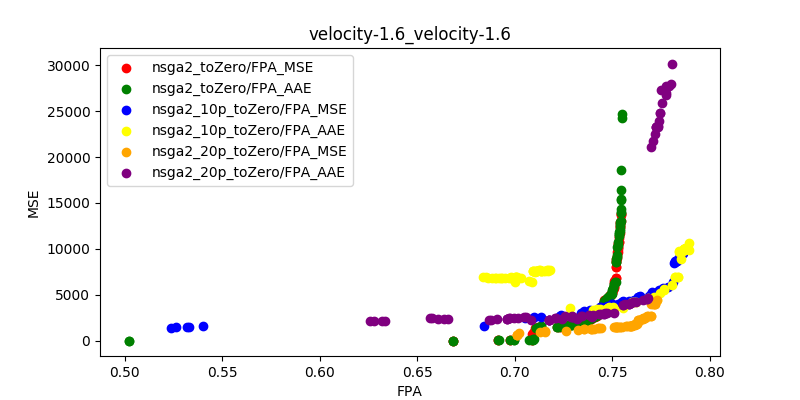 velocity-1.6_velocity-1.6
nsga2_toZero/FPA_MSE
nsga2_toZero/FPA_AAE
nsga2_10p_toZero/FPA_MSE
nsga2_10p_toZero/FPA_AAE
nsga2_20p_toZero/FPA_MSE
nsga2_20p_toZero/FPA_AAE
MSE
30000
25000
20000
15000
10000
5000
0
0.50 0.55 0.60 0.65 0.70 0.75 0.80
FPA